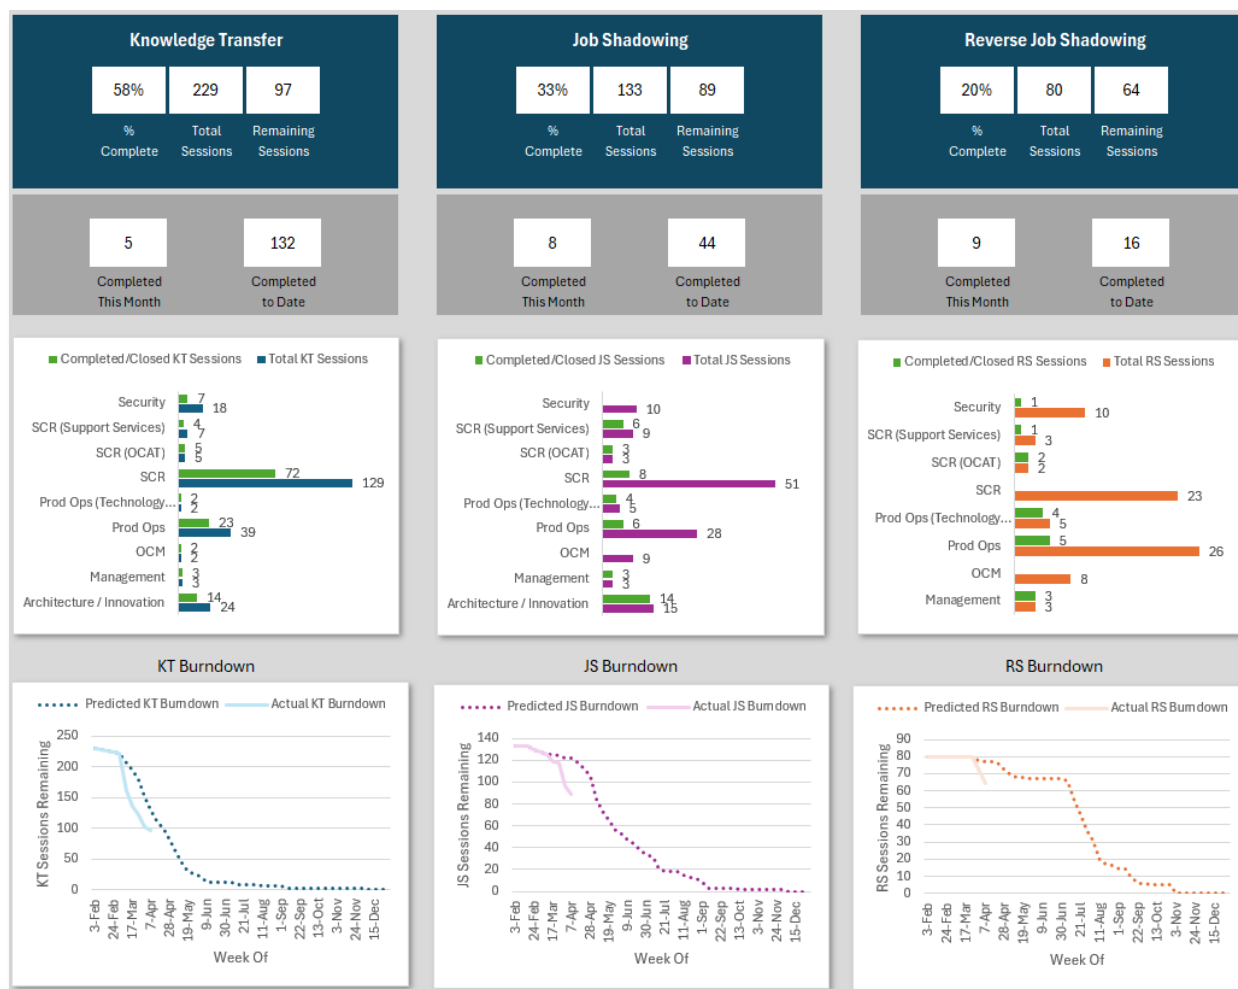 Knowledge Transfer
58% 229 97
% Total Remaining
Complete Sessions Sessions
5 132
Completed Completed
This Month to Date
Job Shadowing
33% 133 89
% Total Remaining
Complete Sessions Sessions
8 44
Completed Completed
This Month to Date
Reverse Job Shadowing
20% 80 64
% Total Remaining
Complete Sessions Sessions
9 16
Completed Completed
This Month to Date
Completed/Closed KT Sessions Total KT Sessions
Security 7 18
SCR (Support Services) 4 7
SCR (OCAT) 5 5
SCR 72 129
Prod Ops (Technology... 2 2
Prod Ops 23 39
OCM 2 2
Management 3 3
Architecture / Innovation 14 24
Completed/Closed JS Sessions Total JS Sessions
Security 10
SCR (Support Services) 6 9
SCR (OCAT) 3 3
SCR 8 51
Prod Ops (Technology... 4 5
Prod Ops 6 28
OCM 9
Management 3 3
Architecture / Innovation 14 15
Completed/Closed RS Sessions Total RS Sessions
Security 1 10
SCR (Support Services) 1 3
SCR (OCAT) 2 2
SCR 23
Prod Ops (Technology... 4 5
Prod Ops 5 26
OCM 8
Management 3 3
KT Burndown
Predicted KT Burndown Actual KT Burndown
KT Sessions Remaining
250
200
150
100
50
0
3-Feb 24-Feb 17-Mar 7-Apr 28-Apr 19-May 9-Jun 30-Jun 21-Jul 11-Aug 1-Sep 22-Sep 13-Oct 3-Nov 24-Nov 15-Dec
Week Of
JS Burndown
Predicted JS Burndown Actual JS Burndown
JS Sessions Remaining
140
120
100
80
60
40
20
0
3-Feb 24-Feb 17-Mar 7-Apr 28-Apr 19-May 9-Jun 30-Jun 21-Jul 11-Aug 1-Sep 22-Sep 13-Oct 3-Nov 24-Nov 15-Dec
Week Of
RS Burndown
Predicted RS Burndown Actual RS Burndown
RS Sessions Remaining
90
80
70
60
50
40
30
20
10
0
3-Feb 24-Feb 17-Mar 7-Apr 28-Apr 19-May 9-Jun 30-Jun 21-Jul 11-Aug 1-Sep 22-Sep 13-Oct 3-Nov 24-Nov 15-Dec
Week Of